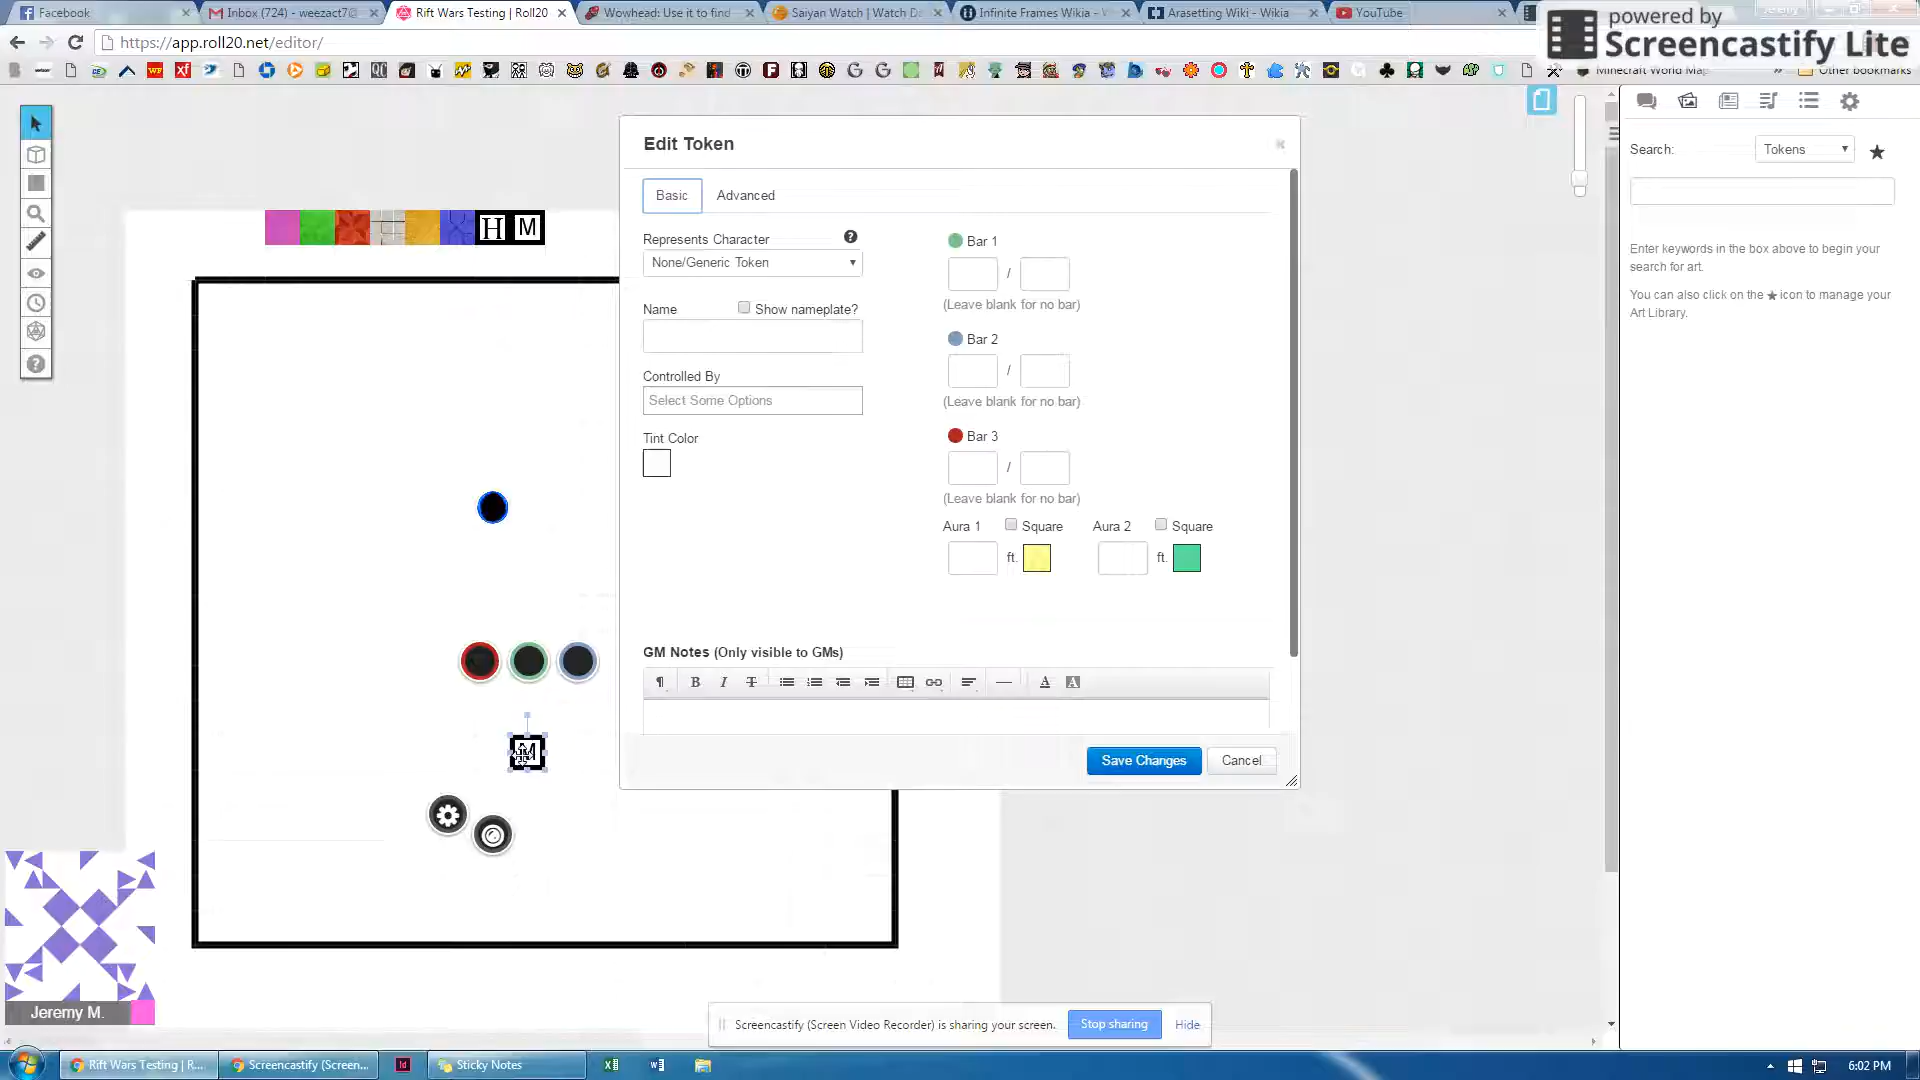 Facebook
Inbox (724) - weezact7@
Rift Wars Testing | Roll20
Wowhead: Use it to find
Saiyan Watch | Watch Da
Infinite Frames Wikia - W
Arasetting Wiki - Wikia
YouTube
powered by
Screencastify Lite
https://app.roll20.net/editor/
Minecraft World Map
Other bookmarks
Edit Token
Basic
Advanced
Search:
Tokens
Represents Character
None/Generic Token
Bar 1
/
(Leave blank for no bar)
Enter keywords in the box above to begin your
search for art.
You can also click on the ★ icon to manage your
Art Library.
H M
Name
Show nameplate?
Bar 2
/
(Leave blank for no bar)
Controlled By
Select Some Options
Tint Color
Bar 3
/
(Leave blank for no bar)
Aura 1
Square
Aura 2
Square
ft.
ft.
GM Notes (Only visible to GMs)
Save Changes
Cancel
Jeremy M.
Screencastify (Screen Video Recorder) is sharing your screen.
Stop sharing
Hide
Rift Wars Testing | R...
Screencastify (Screen...
Sticky Notes
6:02 PM